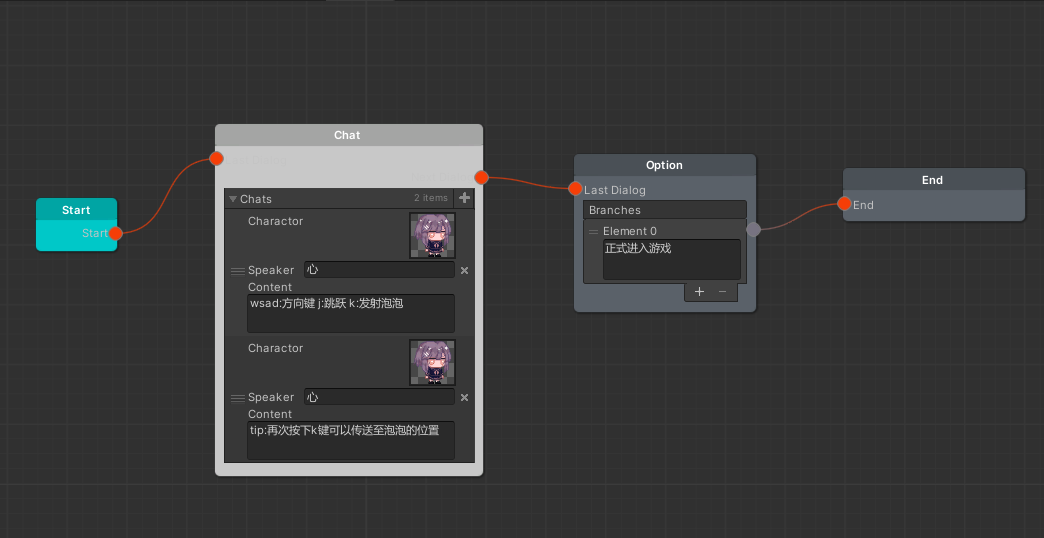 Start
Start
Chat
Chats 2 items
Charactor
Speaker 心
Content
wsad:方向键 j:跳跃 k:发射泡泡
Charactor
Speaker 心
Content
tip:再次按下k键可以传送至泡泡的位置
Option
Last Dialog
Branches
Element 0
正式进入游戏
End
End